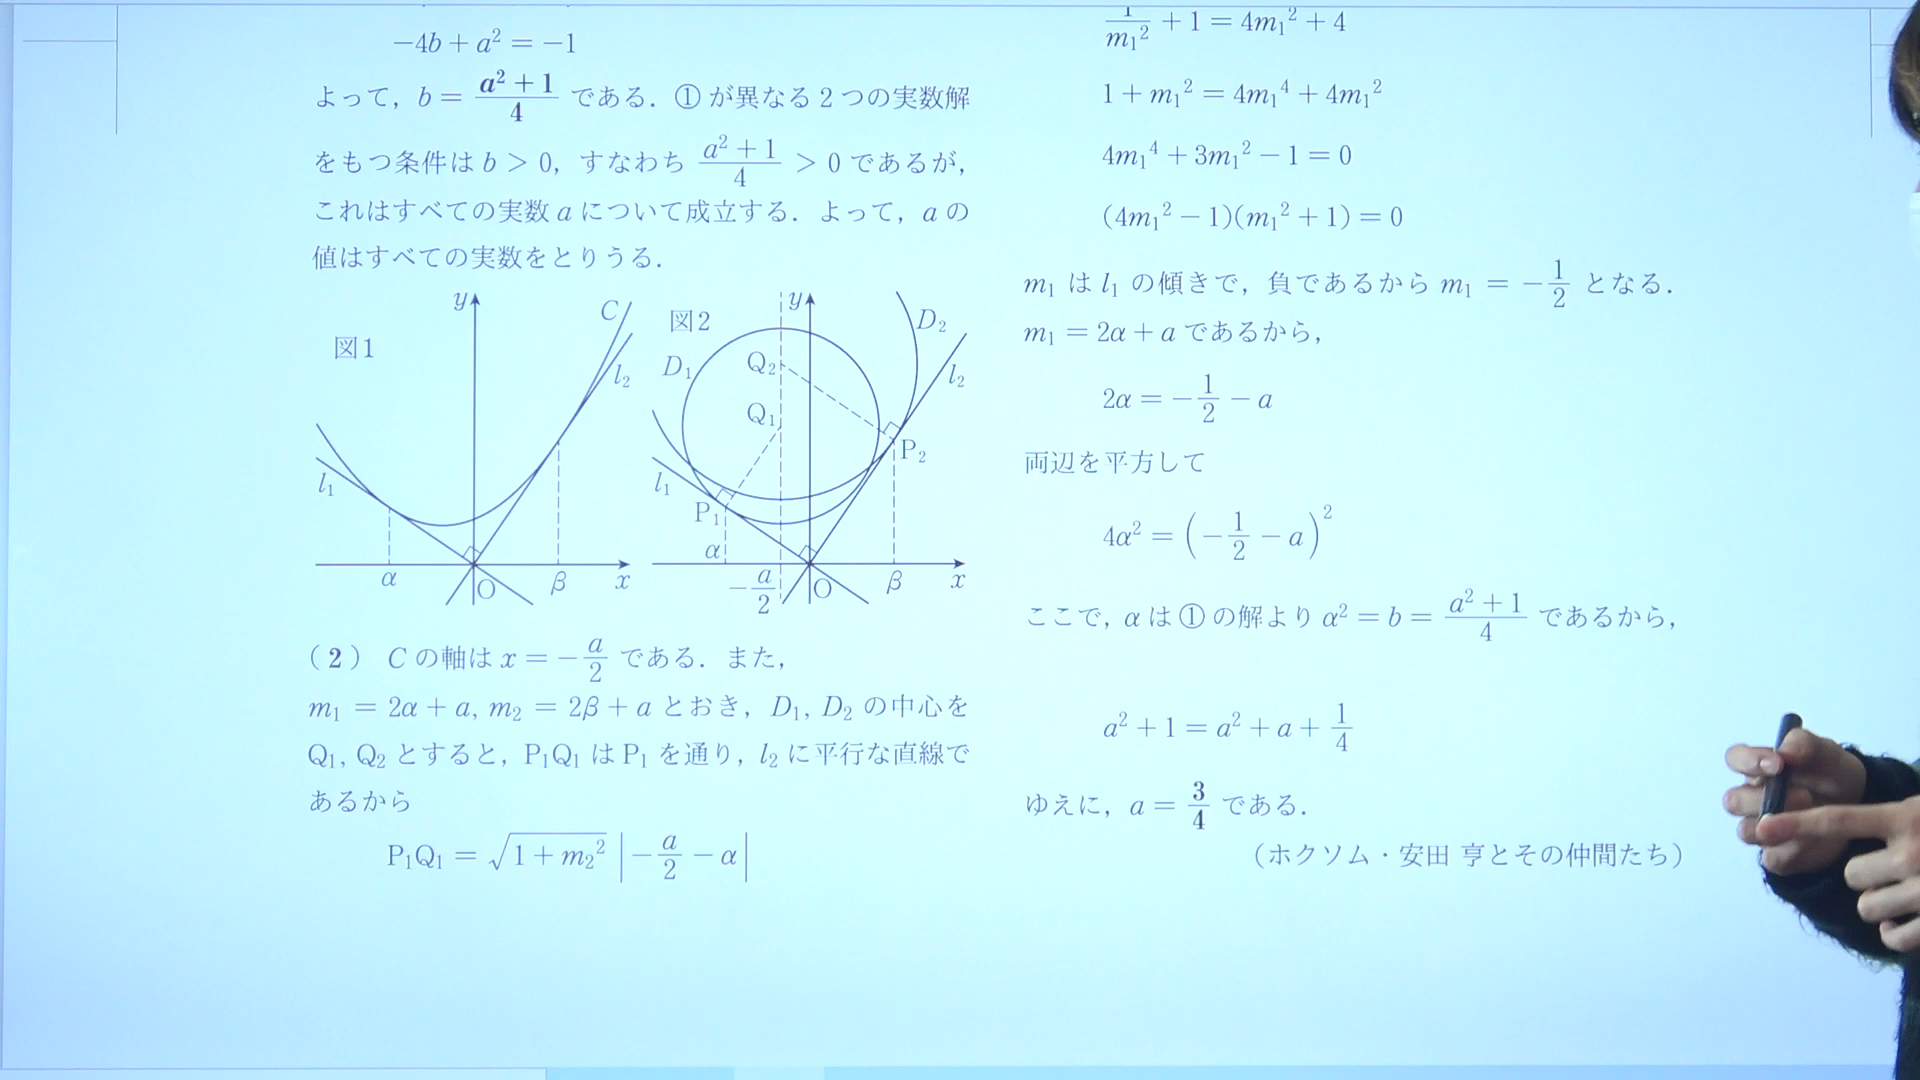 −4b + a² = −1
よって，b = (a² + 1)/4 である．① が異なる 2 つの実数解
をもつ条件は b > 0，すなわち (a² + 1)/4 > 0 であるが，
これはすべての実数 a について成立する．よって，a の
値はすべての実数をとりうる．
図1
y
C
l₂
l₁
α
O
β
x
図2
y
D₂
D₁
Q₂
l₂
Q₁
P₂
l₁
P₁
α
−a/2
O
β
x
（2） C の軸は x = −a/2 である．また，
m₁ = 2α + a, m₂ = 2β + a とおき，D₁, D₂ の中心を
Q₁, Q₂ とすると，P₁Q₁ は P₁ を通り，l₂ に平行な直線で
あるから
P₁Q₁ = √(1 + m₂²) |−a/2 − α|
1/m₁² + 1 = 4m₁² + 4
1 + m₁² = 4m₁⁴ + 4m₁²
4m₁⁴ + 3m₁² − 1 = 0
(4m₁² − 1)(m₁² + 1) = 0
m₁ は l₁ の傾きで，負であるから m₁ = −1/2 となる．
m₁ = 2α + a であるから，
2α = −1/2 − a
両辺を平方して
4α² = (−1/2 − a)²
ここで，α は ① の解より α² = b = (a² + 1)/4 であるから，
a² + 1 = a² + a + 1/4
ゆえに，a = 3/4 である．
（ホクソム・安田 亨とその仲間たち）